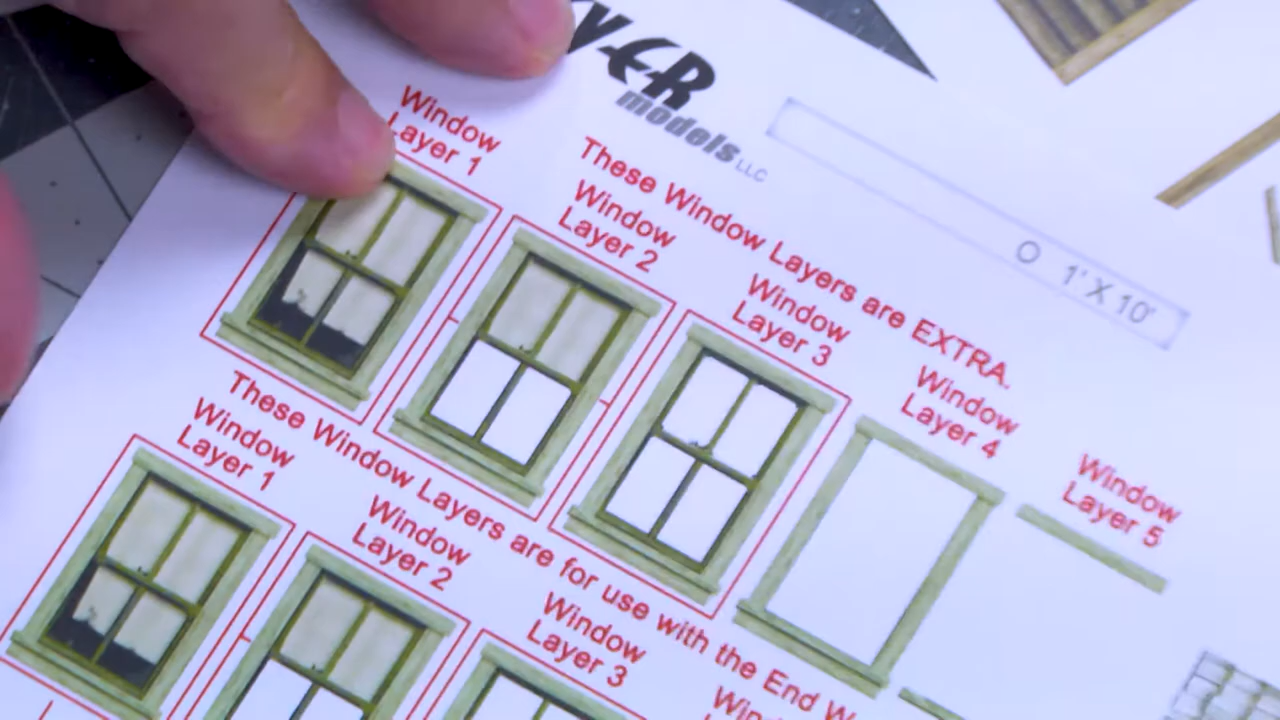 models LLC
O 1' X 10'
These Window Layers are EXTRA.
Window
Layer 1
Window
Layer 2
Window
Layer 3
Window
Layer 4
Window
Layer 5
These Window Layers are for use with the End
Window
Layer 1
Window
Layer 2
Window
Layer 3